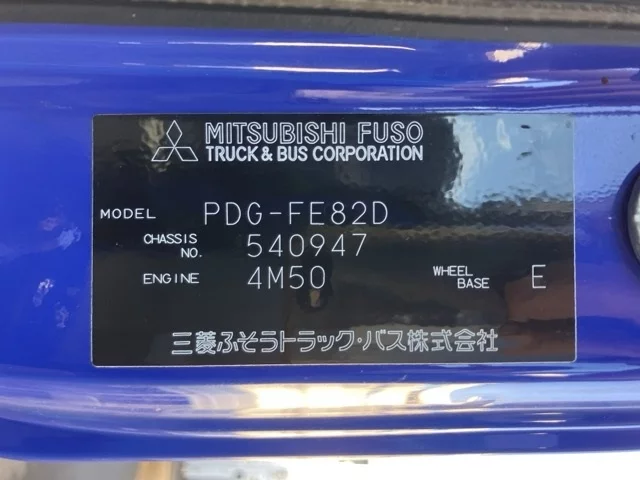 MITSUBISHI FUSO
TRUCK & BUS CORPORATION
MODEL PDG-FE82D
CHASSIS NO. 540947
ENGINE 4M50 WHEEL BASE E
三菱ふそうトラック・バス株式会社